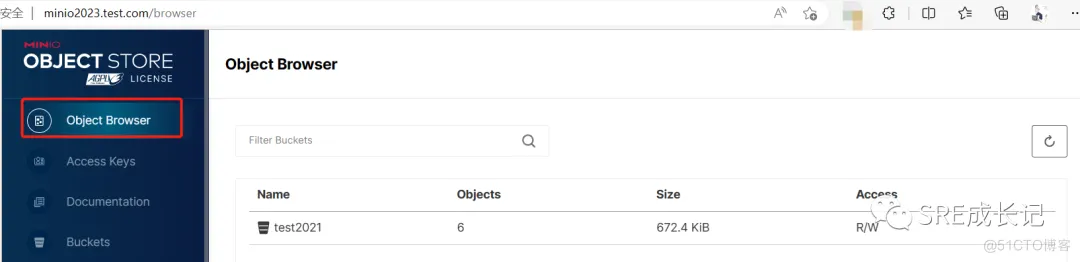 安全 | minio2023.test.com/browser
MINIO
OBJECT STORE
AGPLv3 LICENSE
Object Browser
Access Keys
Documentation
Buckets
Object Browser
Filter Buckets
Name Objects Size Access
test2021 6 672.4 KiB R/W
SRE成长记
@51CTO博客